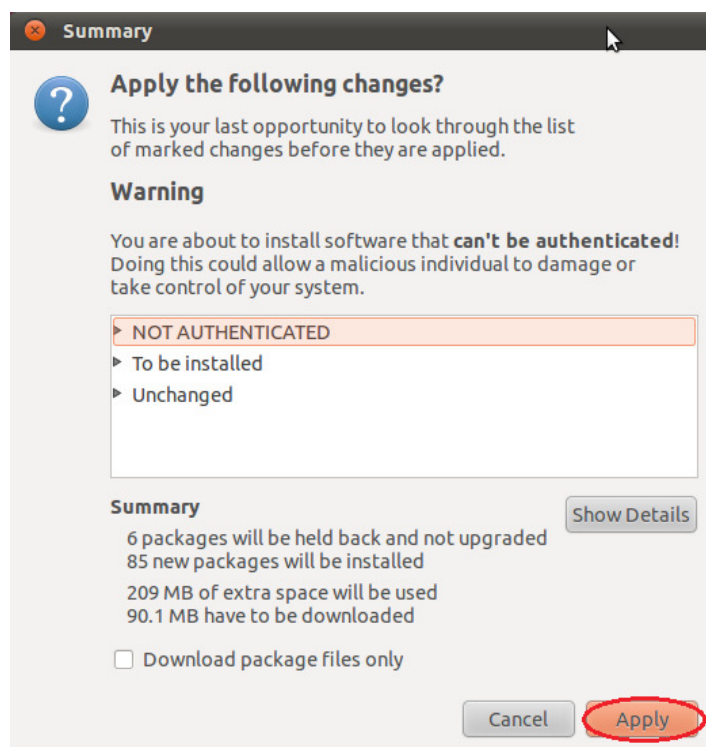 Summary
Apply the following changes?
This is your last opportunity to look through the list
of marked changes before they are applied.
Warning
You are about to install software that can't be authenticated!
Doing this could allow a malicious individual to damage or
take control of your system.
NOT AUTHENTICATED
To be installed
Unchanged
Summary
Show Details
6 packages will be held back and not upgraded
85 new packages will be installed
209 MB of extra space will be used
90.1 MB have to be downloaded
Download package files only
Cancel
Apply